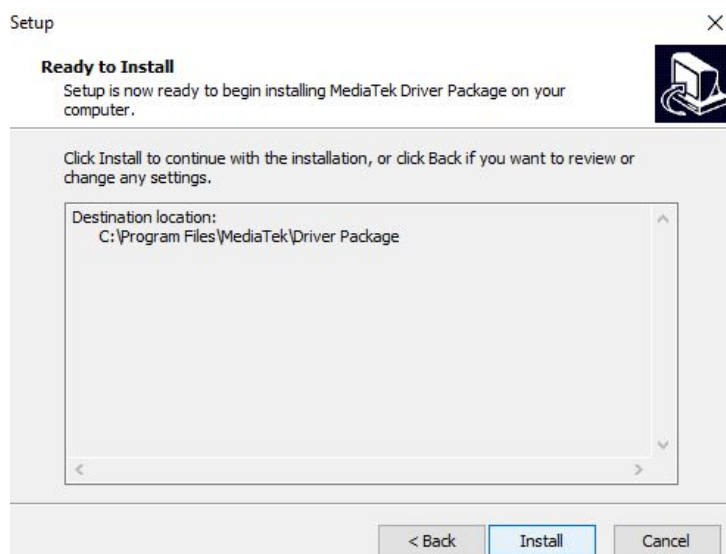 Setup
Ready to Install
Setup is now ready to begin installing MediaTek Driver Package on your
computer.
Click Install to continue with the installation, or click Back if you want to review or
change any settings.
Destination location:
C:\Program Files\MediaTek\Driver Package
< Back
Install
Cancel